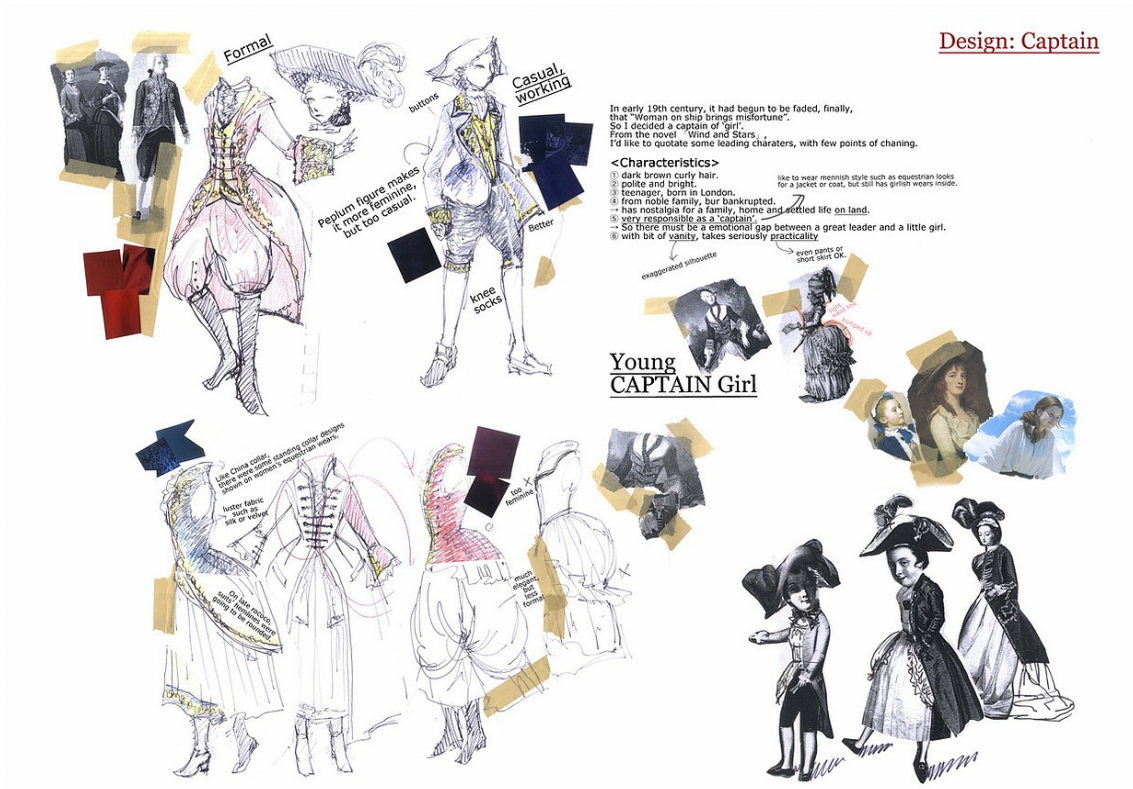 Design: Captain
Formal
Casual,
working
buttons
Peplum figure makes
it more feminine,
but too casual.
Better
knee
socks
In early 19th century, it had begun to be faded, finally,
that "Woman on ship brings misfortune".
So I decided a captain of 'girl'.
From the novel 「Wind and Stars」,
I'd like to quotate some leading charaters, with few points of chaning.
<Characteristics>
① dark brown curly hair.
② polite and bright.
③ teenager, born in London.
④ from noble family, bur bankrupted.
→ has nostalgia for a family, home and settled life on land.
⑤ very responsible as a 'captain'.
→ So there must be a emotional gap between a great leader and a little girl.
⑥ with bit of vanity, takes seriously practicality
like to wear mennish style such as equestrian looks
for a jacket or coat, but still has girlish wears inside.
exaggerated silhouette
even pants or
short skirt OK.
Bumped up
Young
CAPTAIN Girl
Like China collar,
there were some standing collar designs
shown on women's equestrian wears.
luster fabric
such as
silk or velvet
On late rococo,
suits' hemlines were
going to be rounded.
too
feminine
much
elegant,
but
less
formal